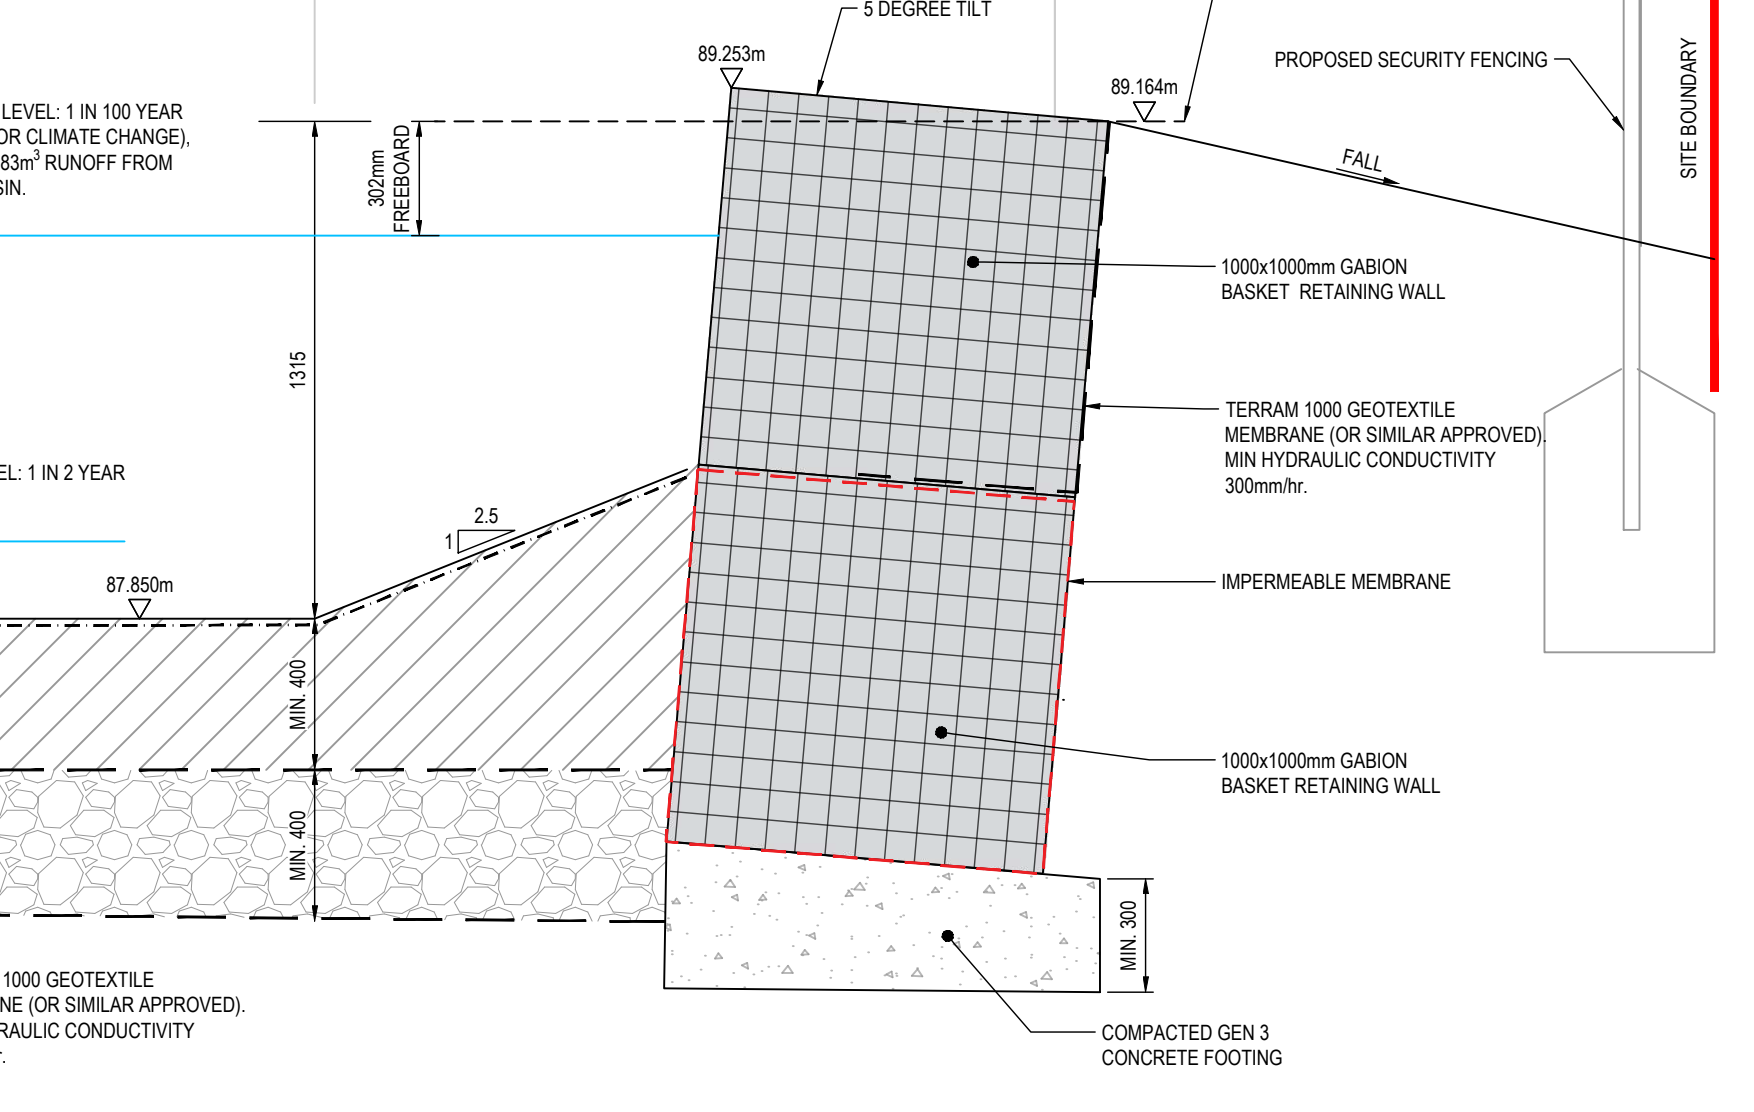 5 DEGREE TILT
89.253m
PROPOSED SECURITY FENCING
SITE BOUNDARY
89.164m
LEVEL: 1 IN 100 YEAR
OR CLIMATE CHANGE),
83m³ RUNOFF FROM
SIN.
302mm
FREEBOARD
FALL
1000x1000mm GABION
BASKET RETAINING WALL
1315
TERRAM 1000 GEOTEXTILE
MEMBRANE (OR SIMILAR APPROVED).
MIN HYDRAULIC CONDUCTIVITY
300mm/hr.
EL: 1 IN 2 YEAR
2.5
1
87.850m
IMPERMEABLE MEMBRANE
MIN. 400
1000x1000mm GABION
BASKET RETAINING WALL
MIN. 400
MIN. 300
1000 GEOTEXTILE
NE (OR SIMILAR APPROVED).
RAULIC CONDUCTIVITY
r.
COMPACTED GEN 3
CONCRETE FOOTING